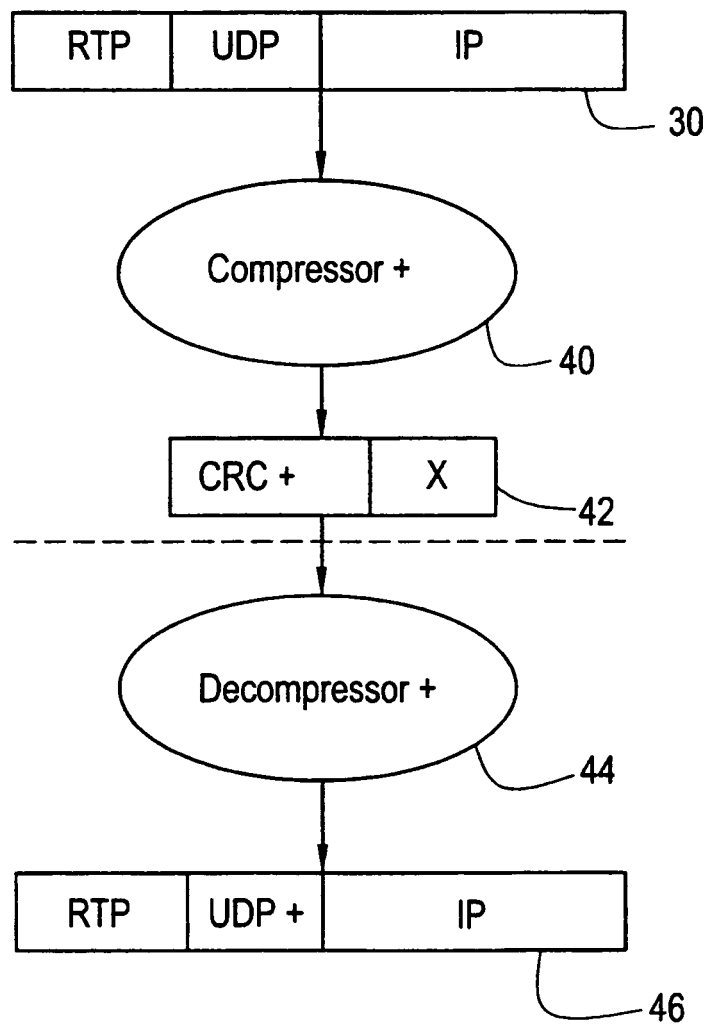 RTP UDP IP
30
Compressor +
40
CRC + X
42
Decompressor +
44
RTP UDP + IP
46